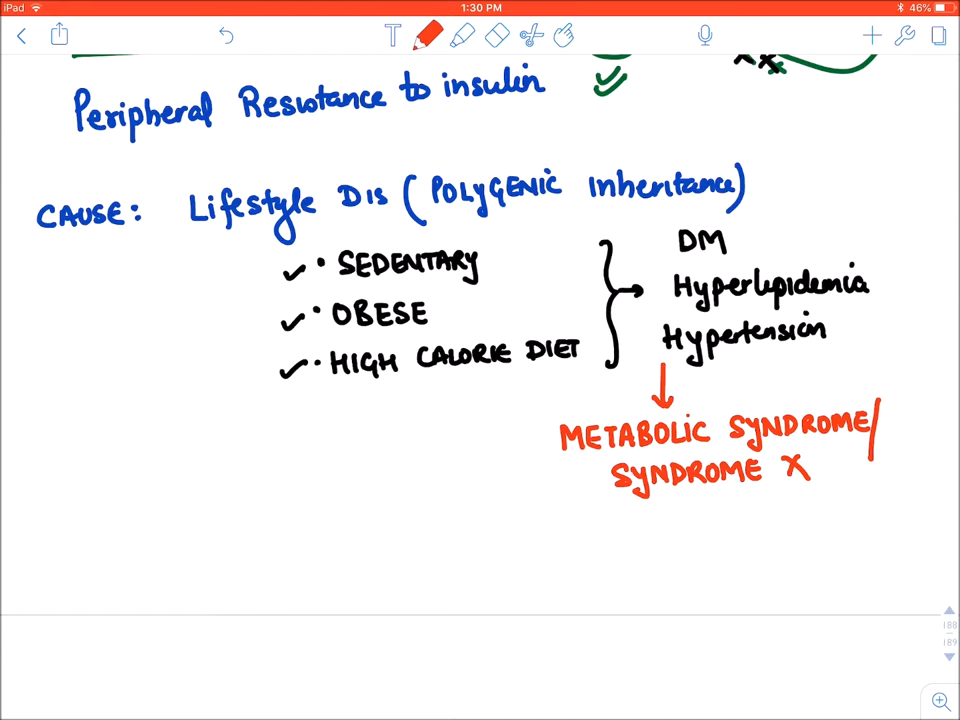 iPad
1:30 PM
46%
T
Peripheral Resistance to insulin
CAUSE: Lifestyle DIS (POLYGENIC Inheritance)
• SEDENTARY
• OBESE
• HIGH CALORIE DIET
DM
Hyperlipidemia
Hypertension
METABOLIC SYNDROME/
SYNDROME X
188
189